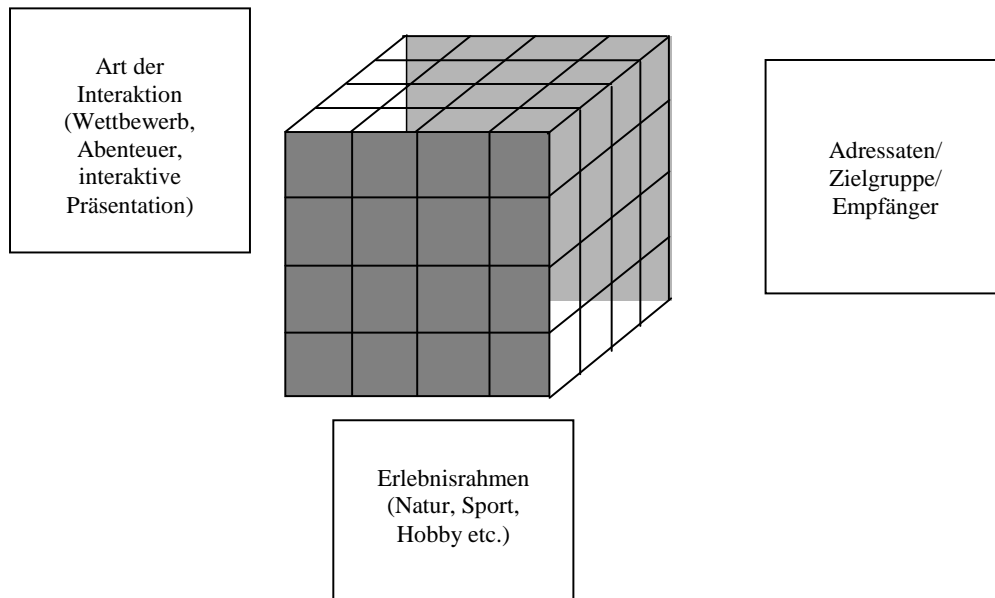 Art der
Interaktion
(Wettbewerb,
Abenteuer,
interaktive
Präsentation)
Adressaten/
Zielgruppe/
Empfänger
Erlebnisrahmen
(Natur, Sport,
Hobby etc.)